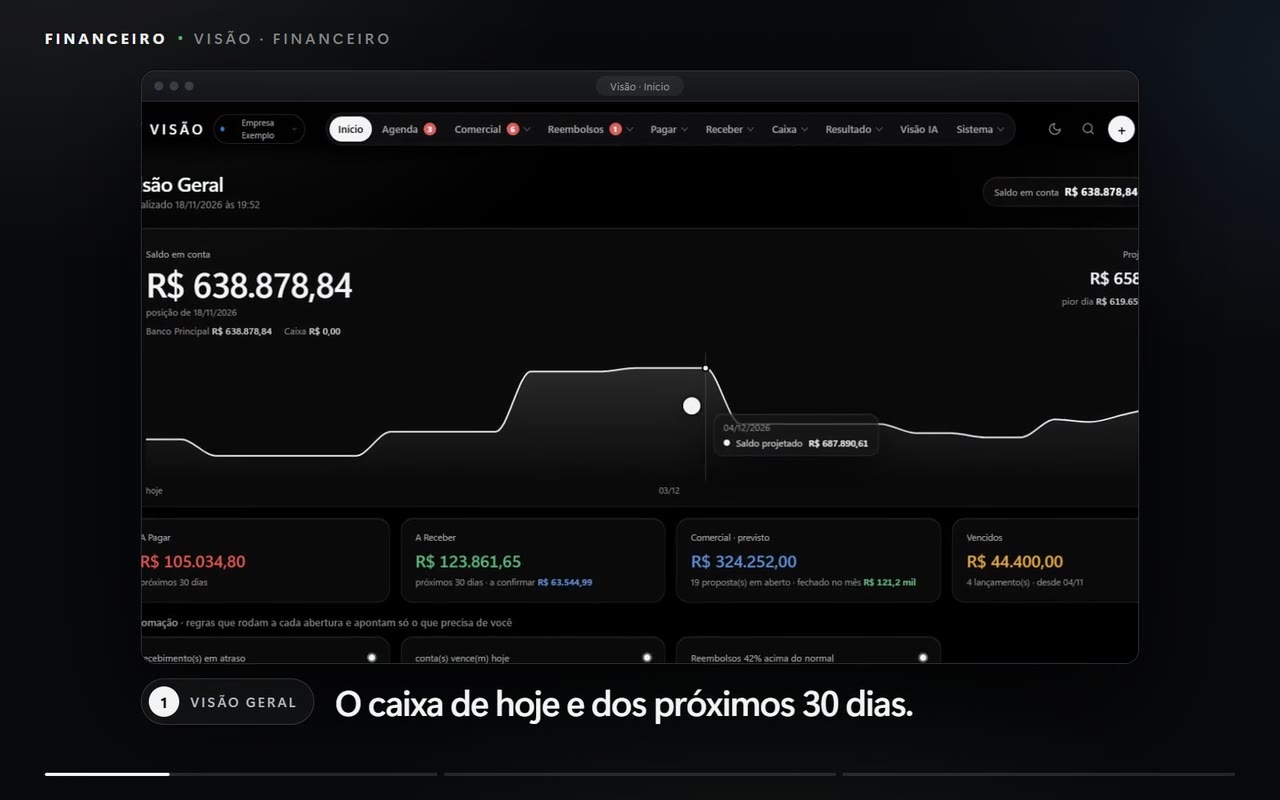 FINANCEIRO • VISÃO · FINANCEIRO
Visão · Início
VISÃO
Empresa
Exemplo
Início
Agenda 3
Comercial 6
Reembolsos 1
Pagar
Receber
Caixa
Resultado
Visão IA
Sistema
+
são Geral
alizado 18/11/2026 às 19:52
Saldo em conta R$ 638.878,84
Saldo em conta
R$ 638.878,84
posição de 18/11/2026
Banco Principal R$ 638.878,84 Caixa R$ 0,00
Proj
R$ 658
pior dia R$ 619.65
04/12/2026
Saldo projetado R$ 687.890,61
hoje
03/12
A Pagar
R$ 105.034,80
próximos 30 dias
A Receber
R$ 123.861,65
próximos 30 dias · a confirmar R$ 63.544,99
Comercial · previsto
R$ 324.252,00
19 proposta(s) em aberto · fechado no mês R$ 121,2 mil
Vencidos
R$ 44.400,00
4 lançamento(s) · desde 04/11
omação · regras que rodam a cada abertura e apontam só o que precisa de você
ecebimento(s) em atraso
conta(s) vence(m) hoje
Reembolsos 42% acima do normal
1 VISÃO GERAL
O caixa de hoje e dos próximos 30 dias.